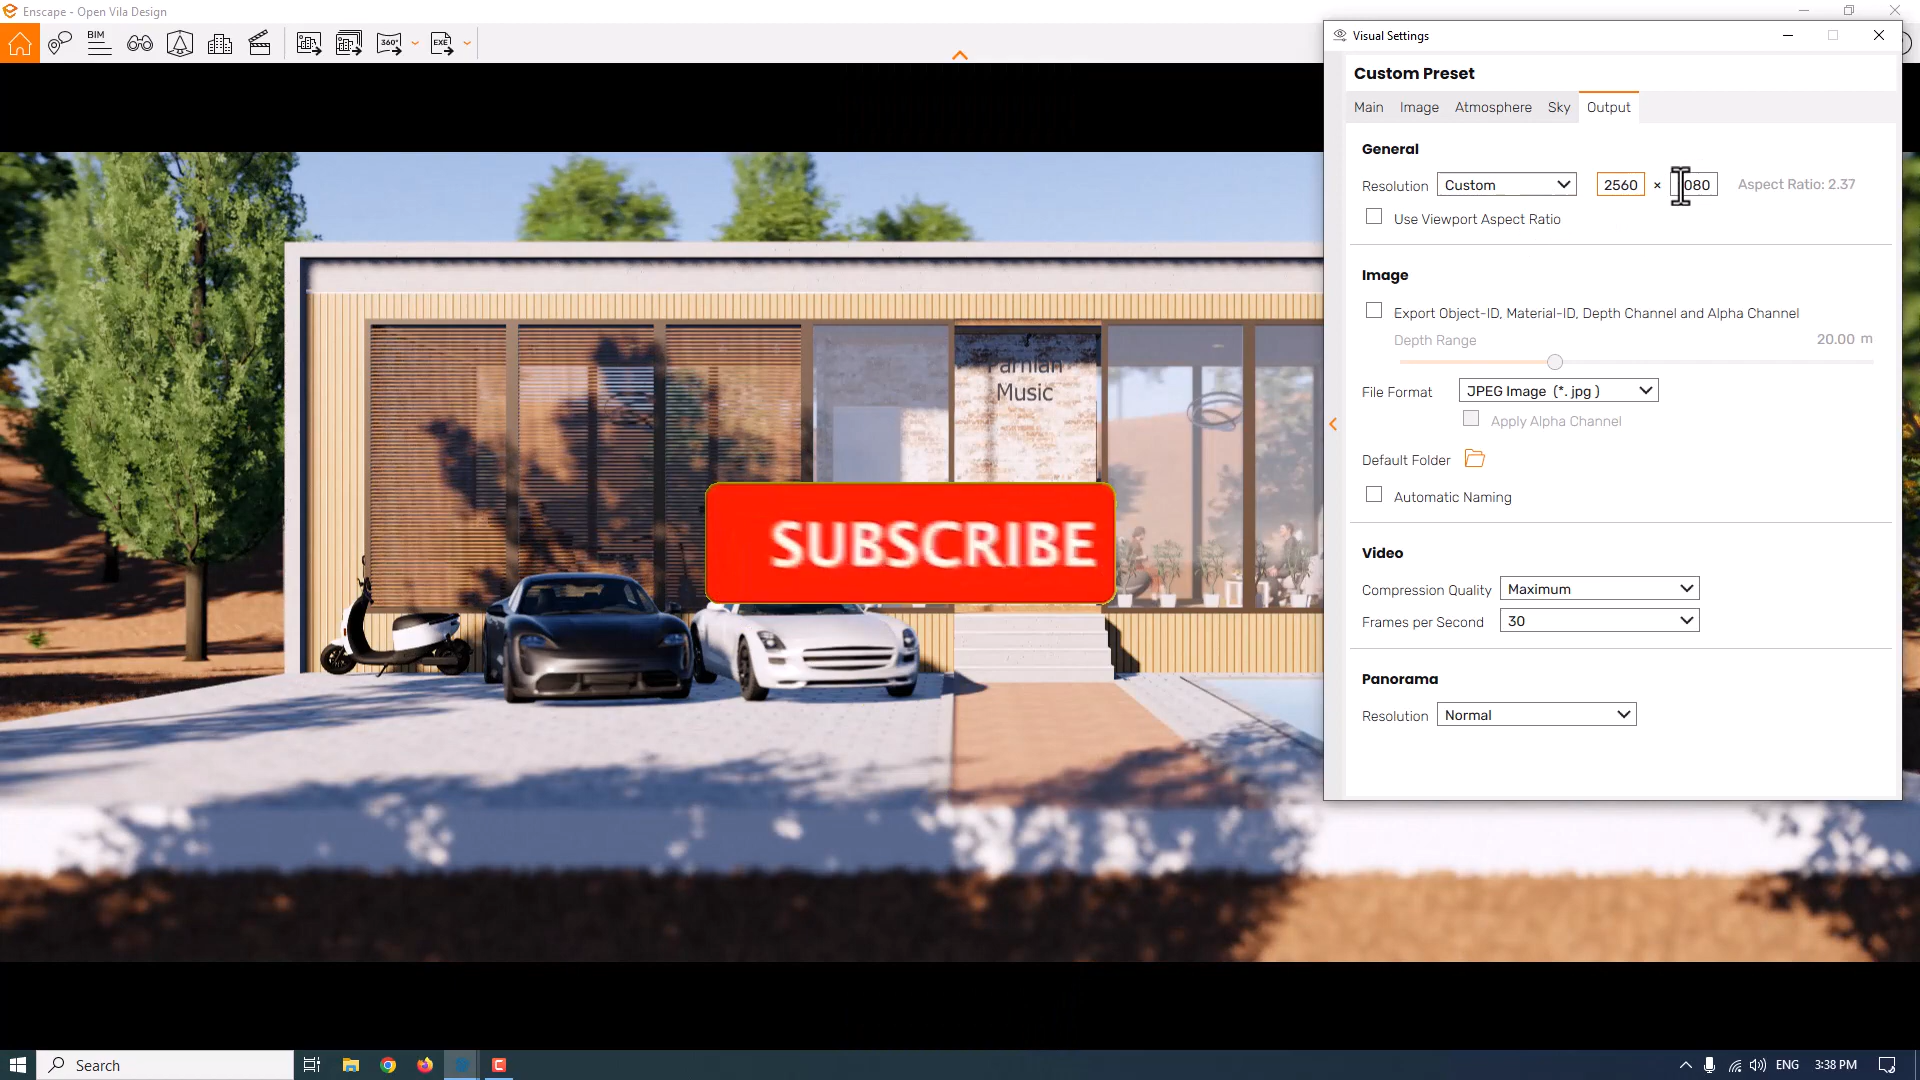 Enscape - Open Vila Design
BIM
360°
EXE
Visual Settings
Custom Preset
Main Image Atmosphere Sky Output
General
Resolution Custom 2560 × 080 Aspect Ratio: 2.37
Use Viewport Aspect Ratio
Image
Export Object-ID, Material-ID, Depth Channel and Alpha Channel
Depth Range 20.00 m
File Format JPEG Image (*. jpg )
Apply Alpha Channel
Default Folder
Automatic Naming
Video
Compression Quality Maximum
Frames per Second 30
Panorama
Resolution Normal
Parnian
Music
SUBSCRIBE
Search
ENG 3:38 PM